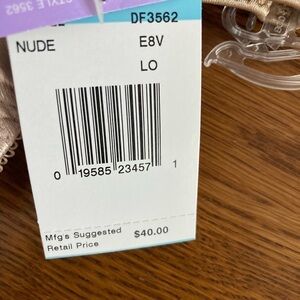 STYLE 3562
DF3562
NUDE E8V
LO
0 19585 23457 1
Mfg's Suggested
Retail Price $40.00